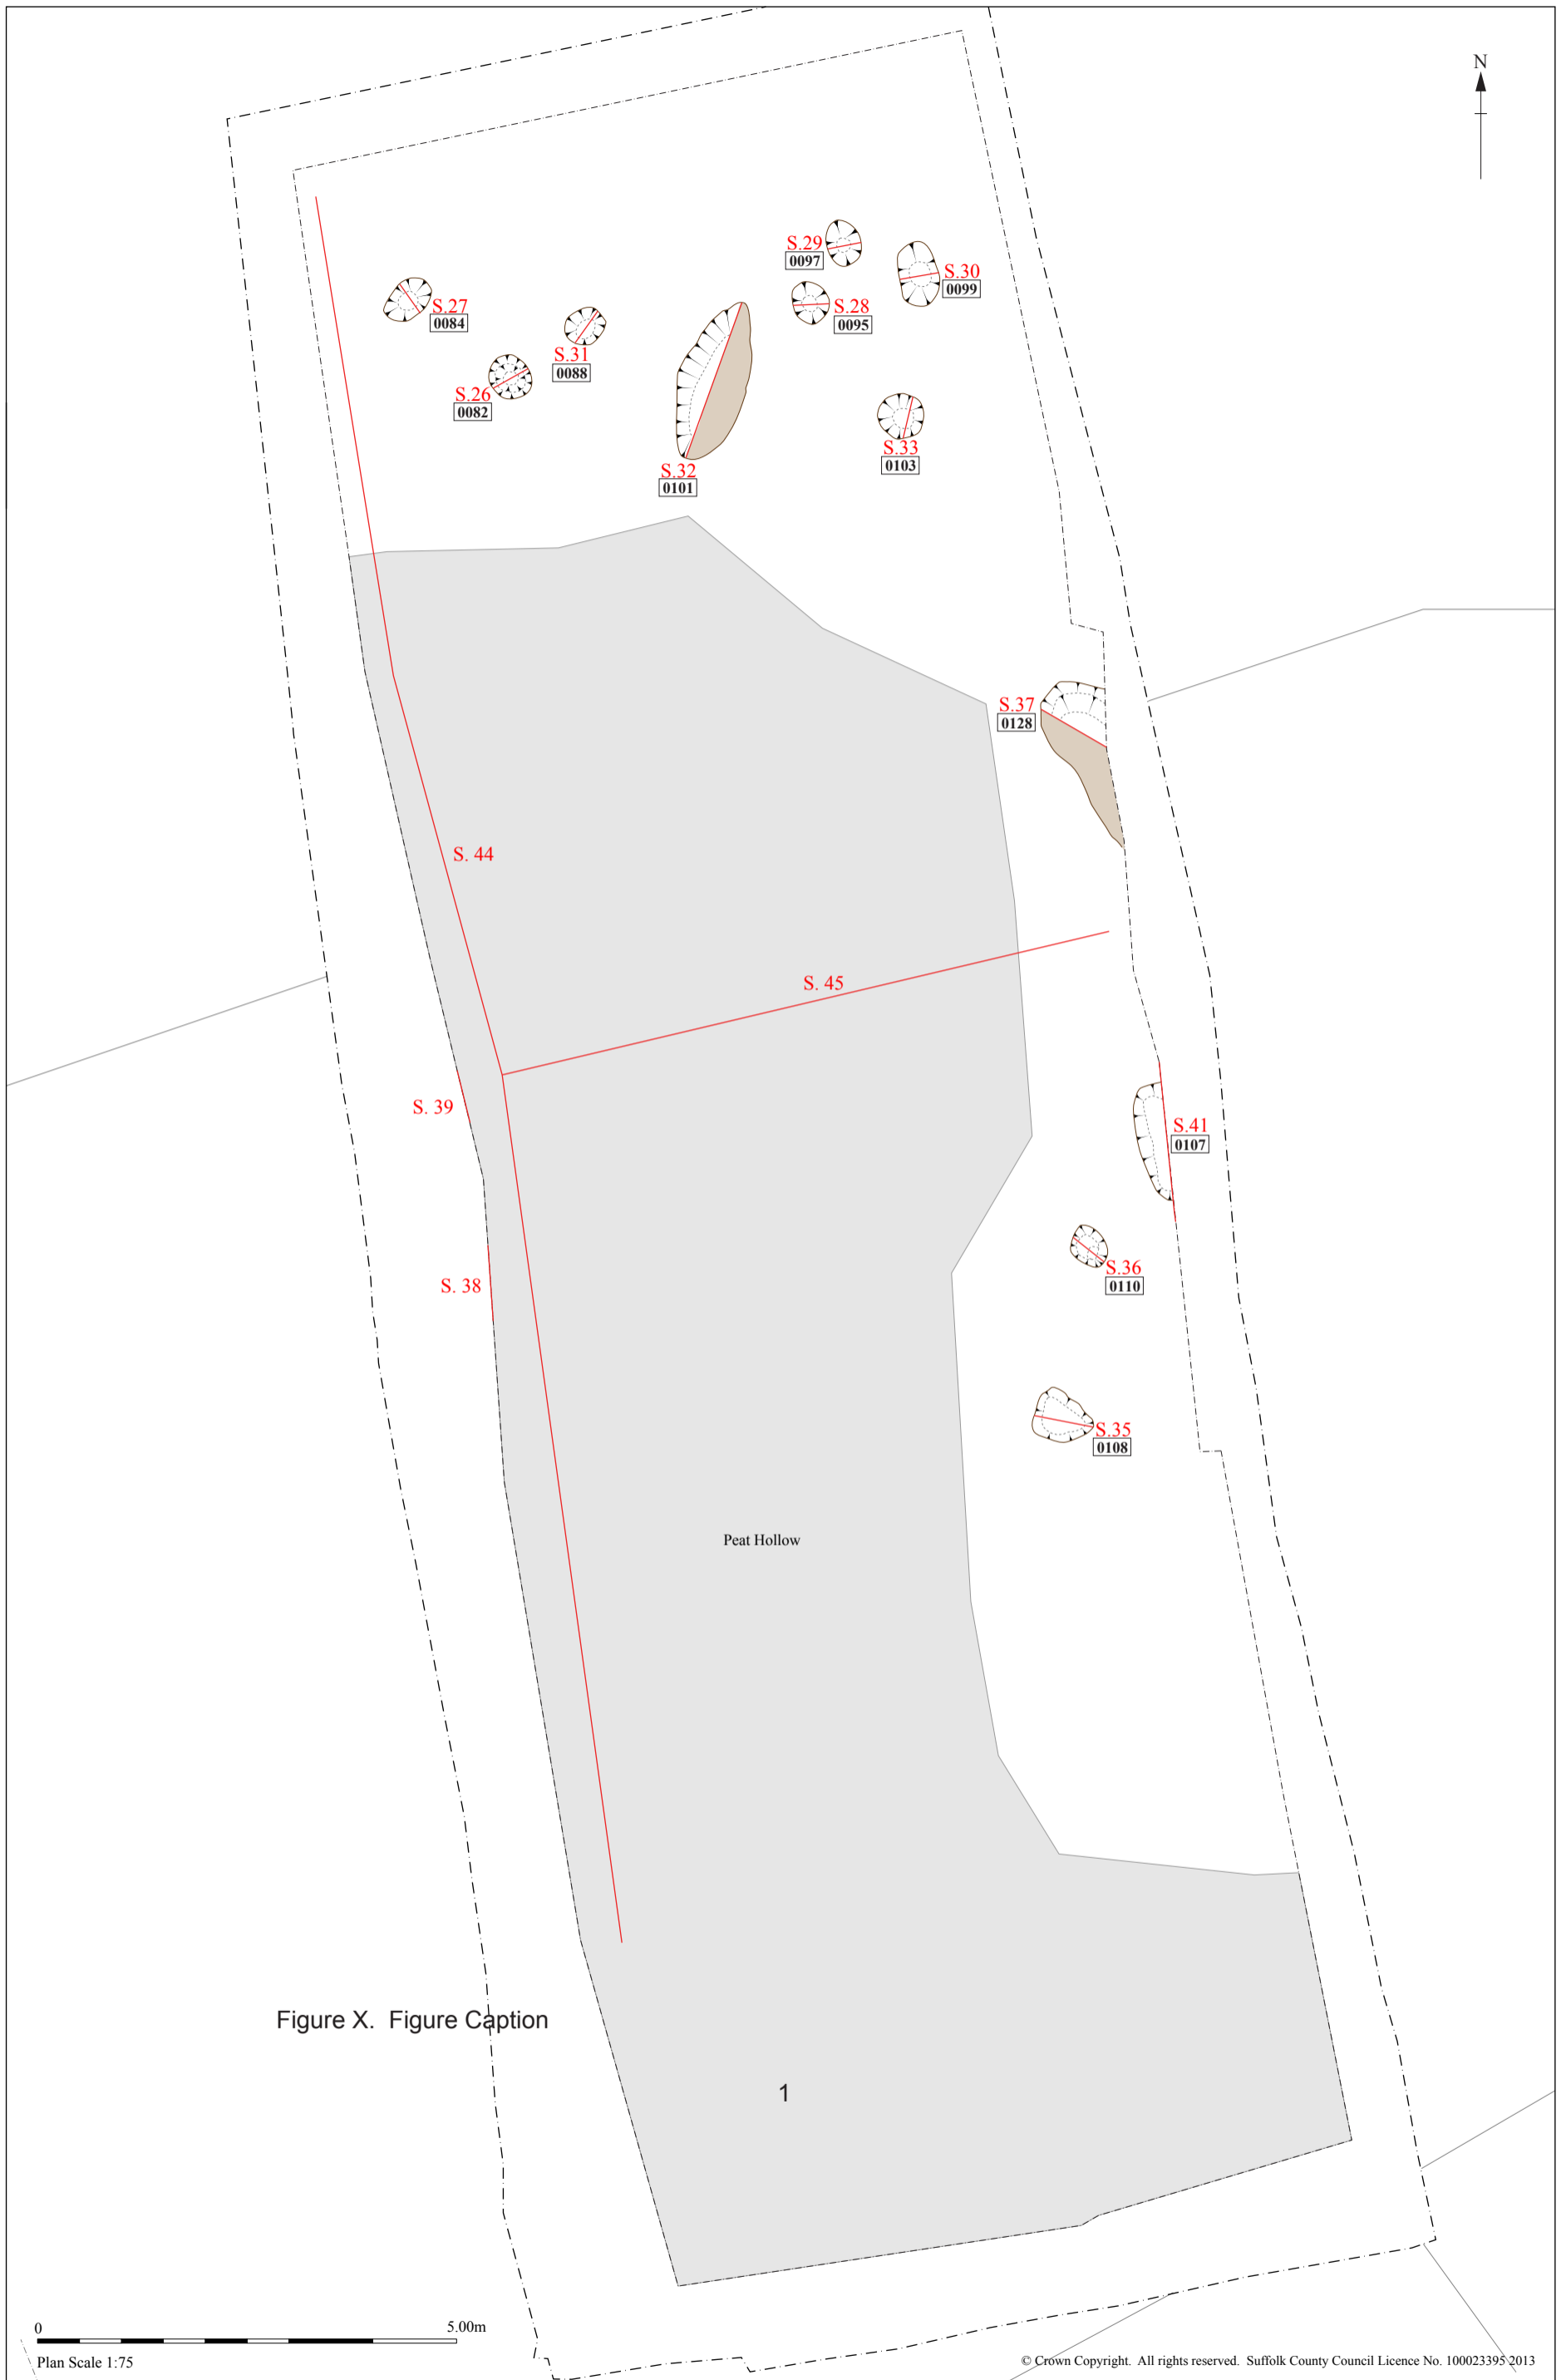 N
S.29
0097
S.30
0099
S.27
0084
S.28
0095
S.31
0088
S.26
0082
S.33
0103
S.32
0101
S.37
0128
S. 44
S. 45
S. 39
S.41
0107
S.36
0110
S. 38
S.35
0108
Peat Hollow
Figure X.  Figure Caption
1
0
5.00m
Plan Scale 1:75
© Crown Copyright.  All rights reserved.  Suffolk County Council Licence No. 100023395 2013